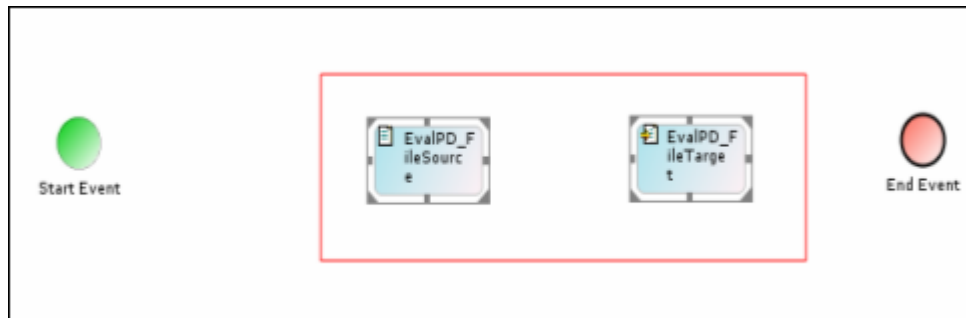 EvalPD_F
ileSourc
e
EvalPD_F
ileTarge
t
Start Event
End Event